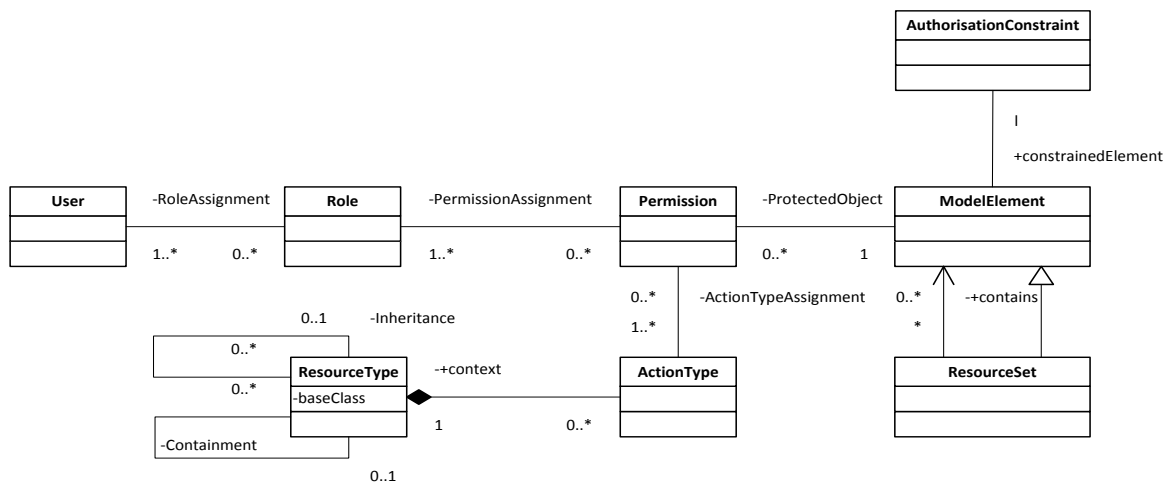 AuthorisationConstraint
I
+constrainedElement
User
-RoleAssignment
Role
-PermissionAssignment
Permission
-ProtectedObject
ModelElement
1..*
0..*
1..*
0..*
0..*
1
0..*
-ActionTypeAssignment
0..*
-+contains
1..*
*
0..1
-Inheritance
0..*
ResourceType
-+context
ActionType
ResourceSet
0..*
-baseClass
1
0..*
-Containment
0..1